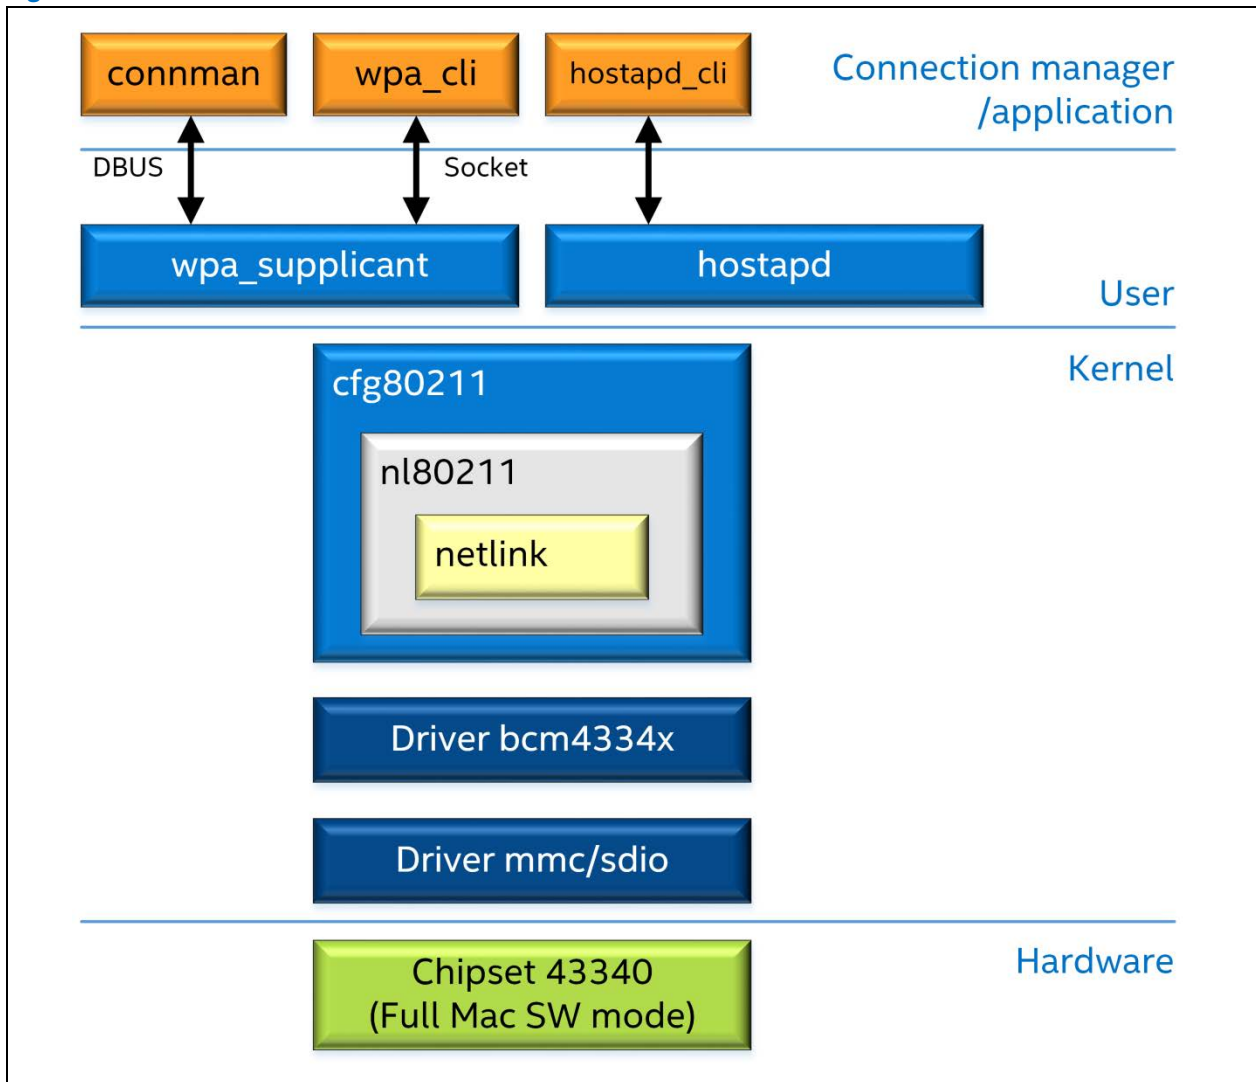 connman
wpa_cli
hostapd_cli
Connection manager
/application
DBUS
Socket
wpa_supplicant
hostapd
User
Kernel
cfg80211
nl80211
netlink
Driver bcm4334x
Driver mmc/sdio
Hardware
Chipset 43340
(Full Mac SW mode)